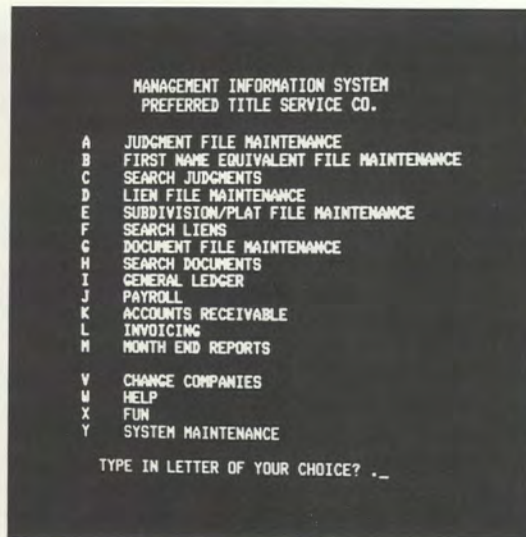 MANAGEMENT INFORMATION SYSTEM
PREFERRED TITLE SERVICE CO.
A JUDGMENT FILE MAINTENANCE
B FIRST NAME EQUIVALENT FILE MAINTENANCE
C SEARCH JUDGMENTS
D LIEN FILE MAINTENANCE
E SUBDIVISION/PLAT FILE MAINTENANCE
F SEARCH LIENS
G DOCUMENT FILE MAINTENANCE
H SEARCH DOCUMENTS
I GENERAL LEDGER
J PAYROLL
K ACCOUNTS RECEIVABLE
L INVOICING
M MONTH END REPORTS
V CHANGE COMPANIES
W HELP
X FUN
Y SYSTEM MAINTENANCE
TYPE IN LETTER OF YOUR CHOICE? ._